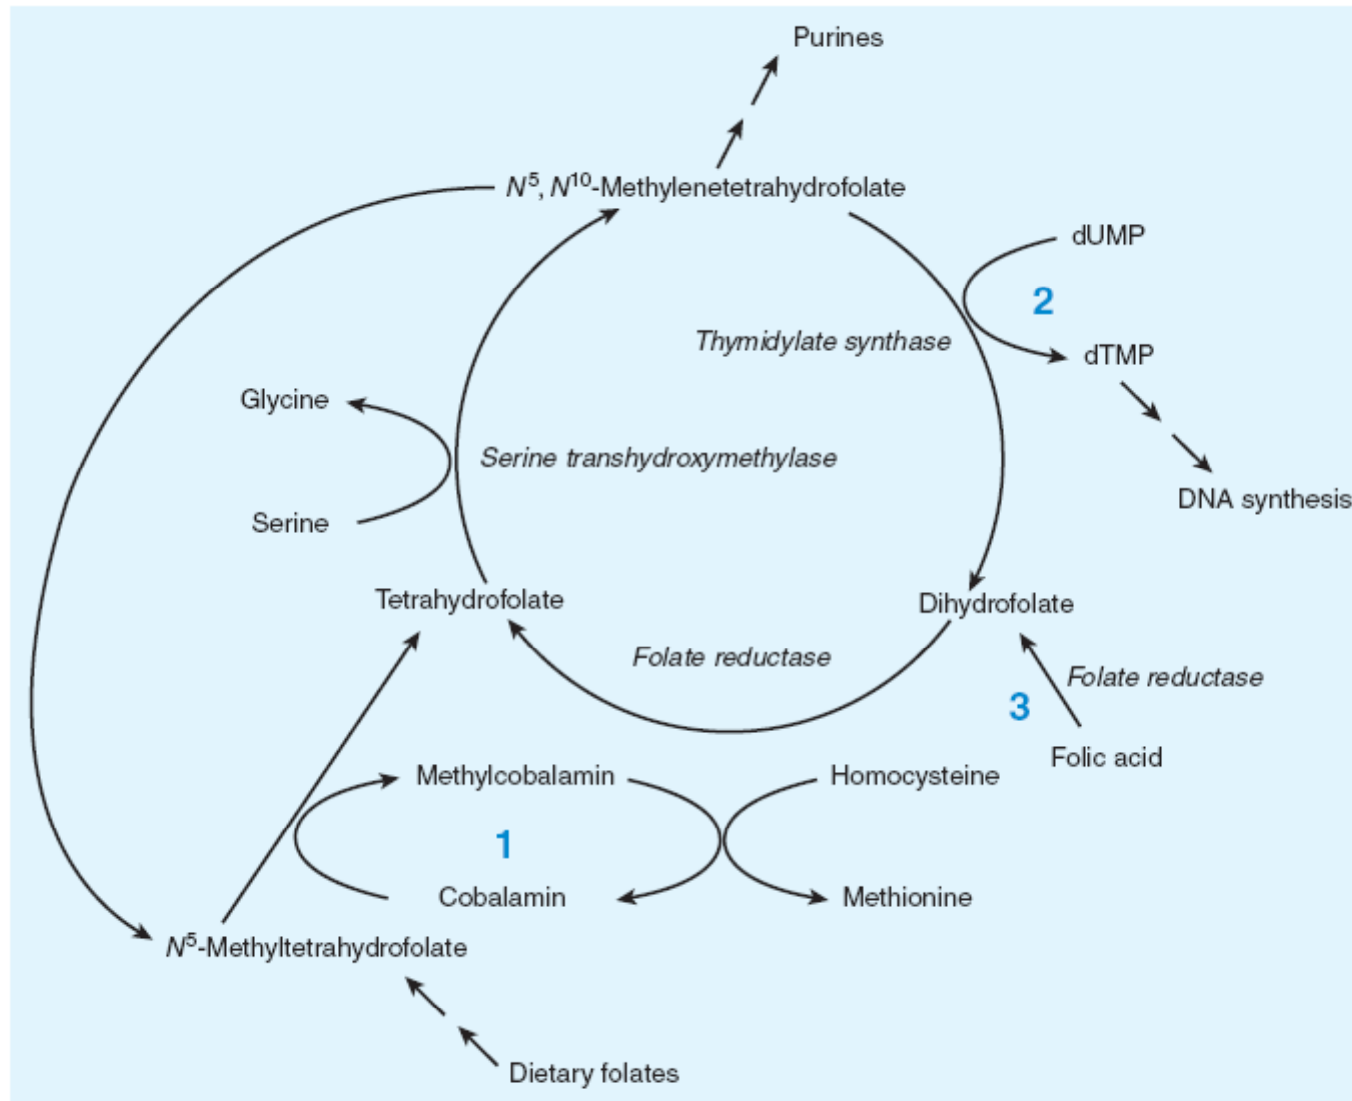 Purines
N⁵, N¹⁰-Methylenetetrahydrofolate
dUMP
2
Thymidylate synthase
dTMP
Glycine
Serine transhydroxymethylase
DNA synthesis
Serine
Tetrahydrofolate
Dihydrofolate
Folate reductase
Folate reductase
3
Folic acid
Methylcobalamin
Homocysteine
1
Cobalamin
Methionine
N⁵-Methyltetrahydrofolate
Dietary folates